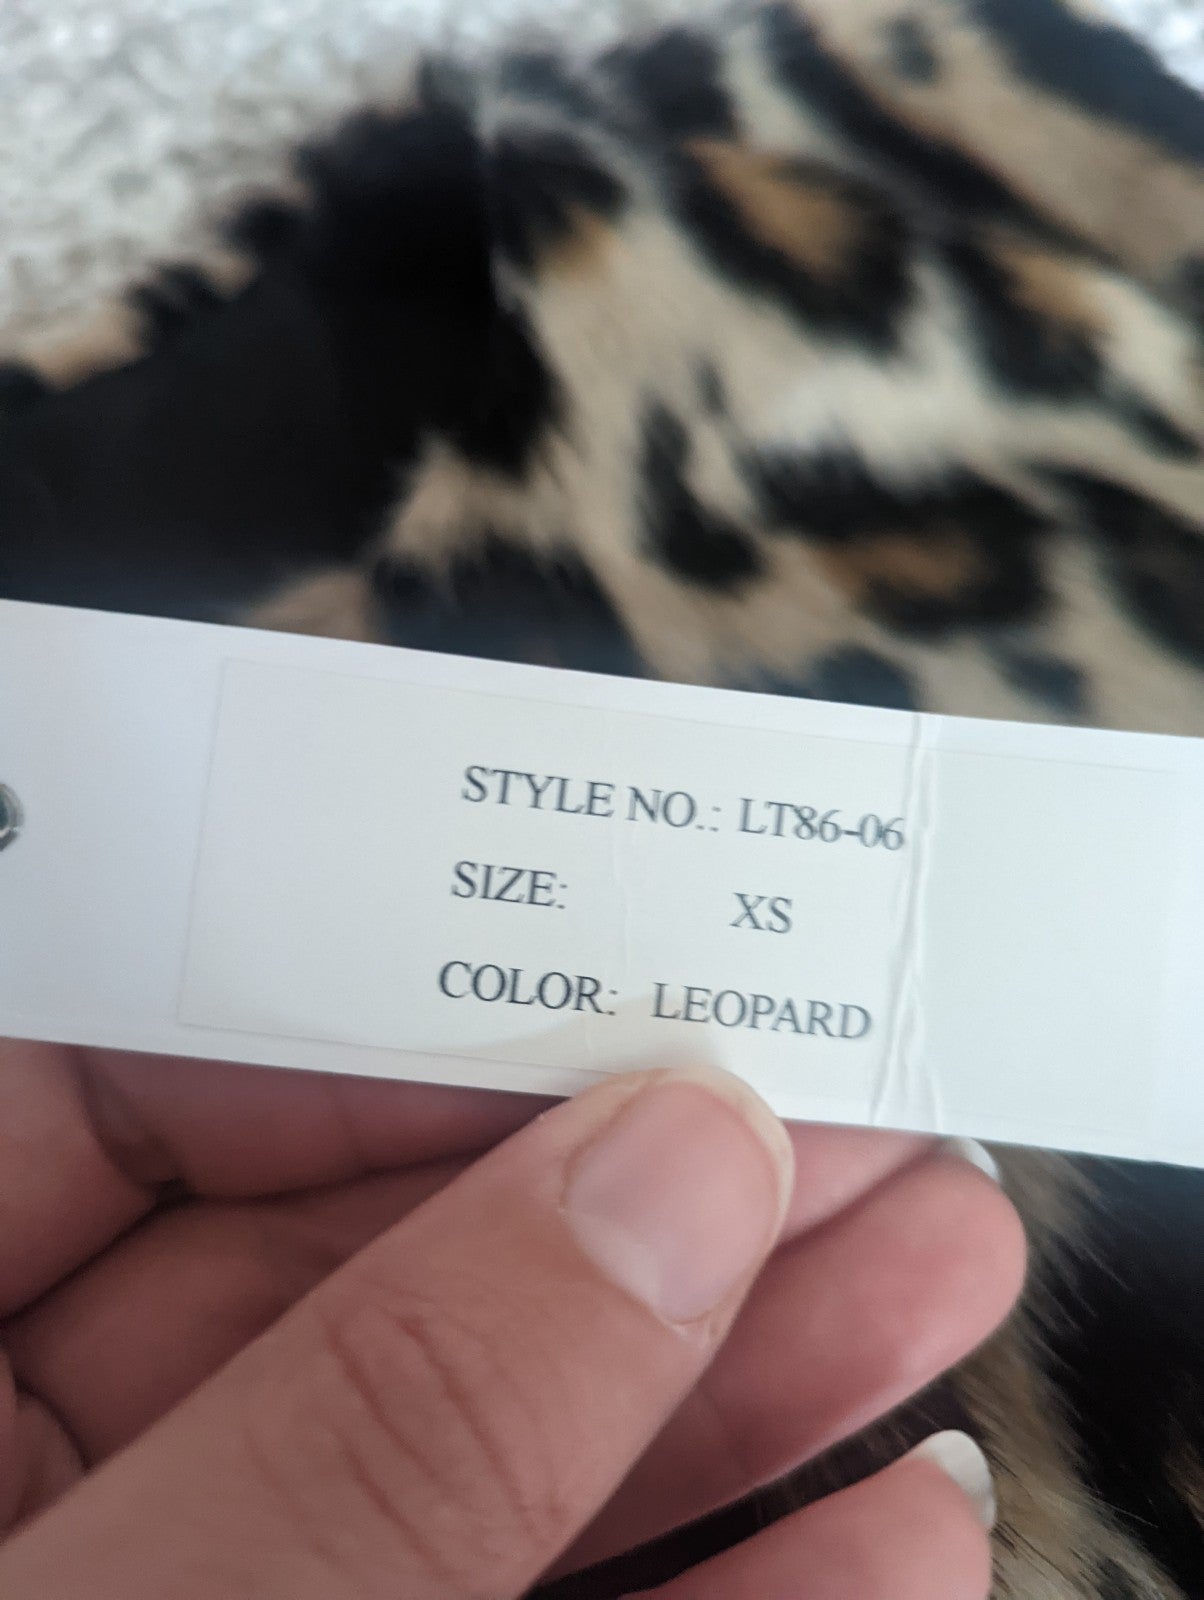 STYLE NO.: LT86-06
SIZE: XS
COLOR: LEOPARD